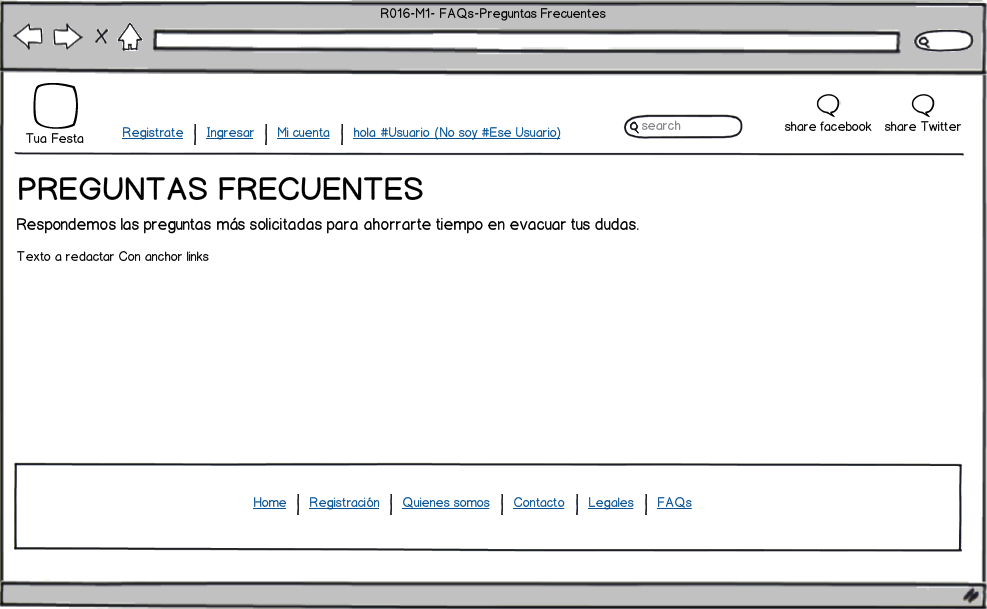 R016-M1- FAQs-Preguntas Frecuentes
Tua Festa
Registrate | Ingresar | Mi cuenta | hola #Usuario (No soy #Ese Usuario)
search
share facebook
share Twitter
PREGUNTAS FRECUENTES
Respondemos las preguntas más solicitadas para ahorrarte tiempo en evacuar tus dudas.
Texto a redactar Con anchor links
Home | Registración | Quienes somos | Contacto | Legales | FAQs